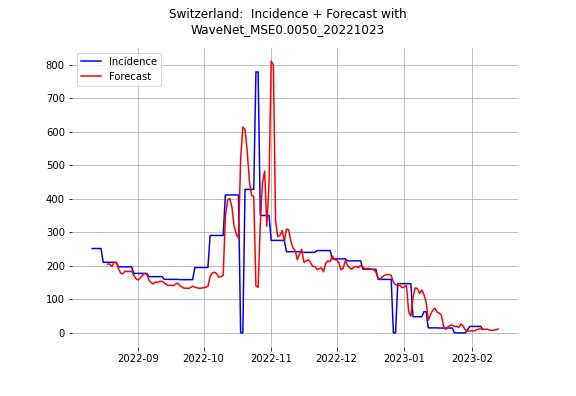 Switzerland:  Incidence + Forecast with
WaveNet_MSE0.0050_20221023
Incidence
Forecast
800
700
600
500
400
300
200
100
0
2022-09 2022-10 2022-11 2022-12 2023-01 2023-02